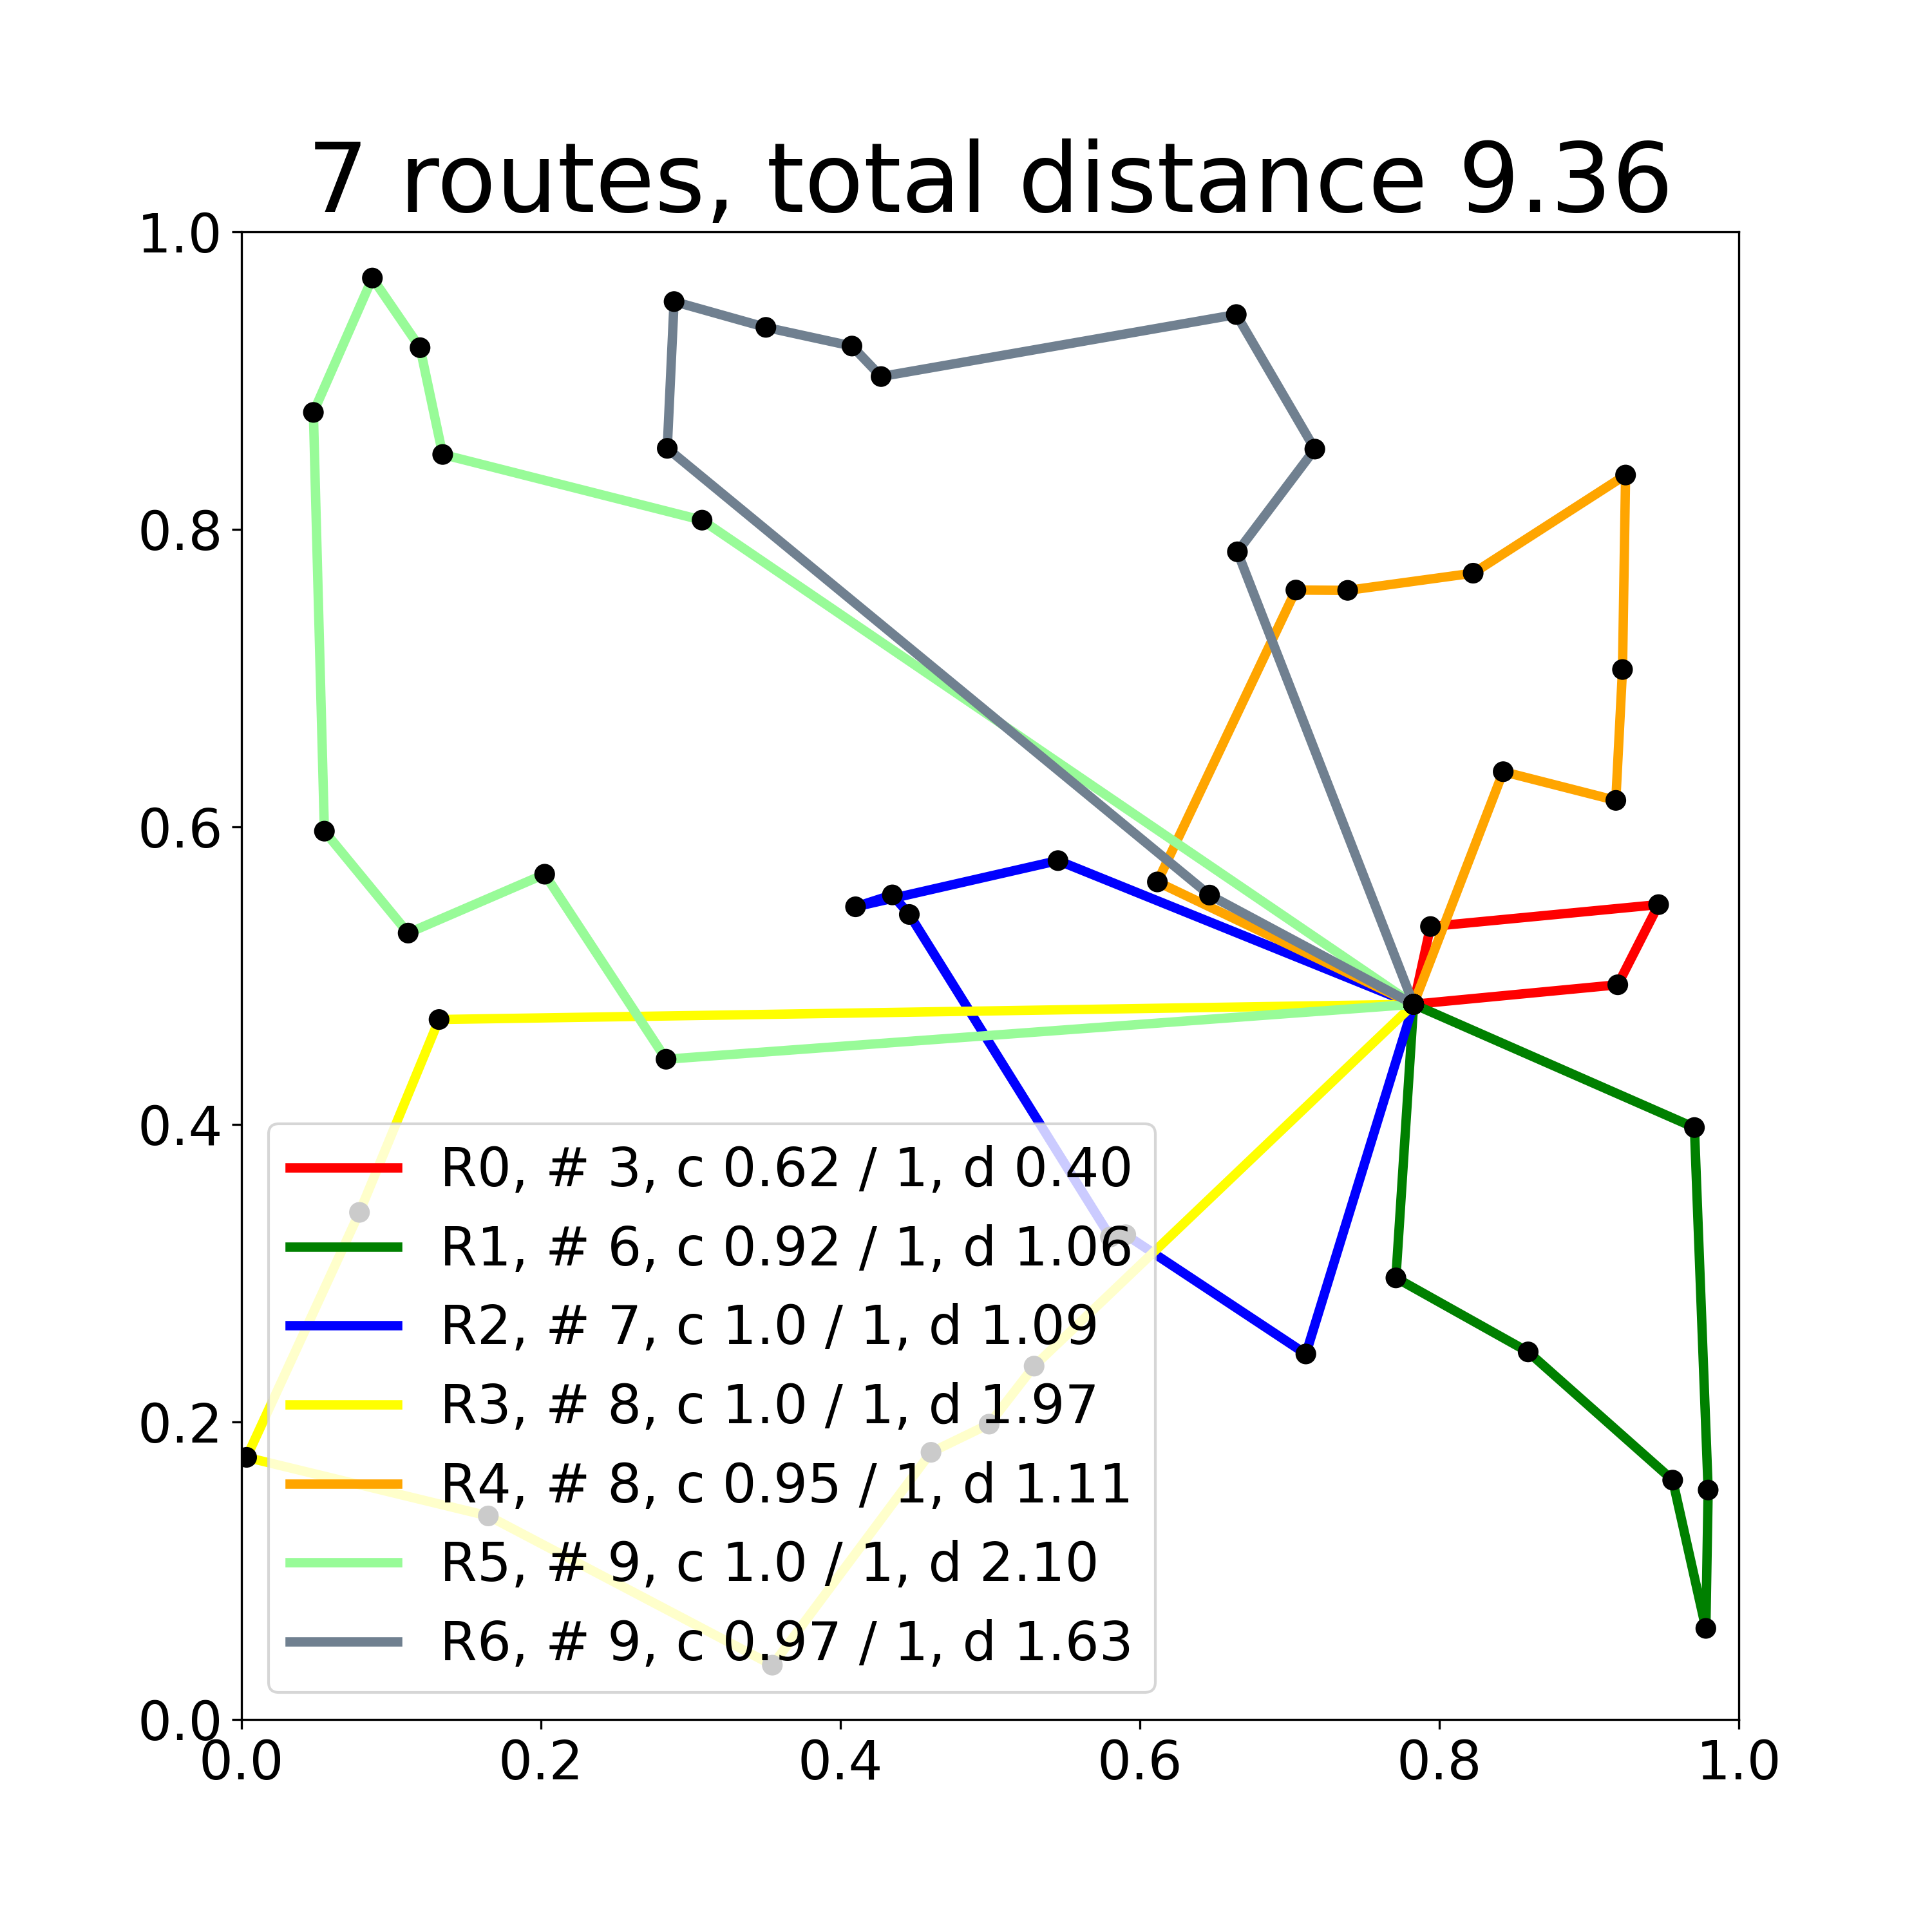 7 routes, total distance 9.36
1.0
0.8
0.6
0.4
0.2
0.0
R0, # 3, c 0.62 / 1, d 0.40
R1, # 6, c 0.92 / 1, d 1.06
R2, # 7, c 1.0 / 1, d 1.09
R3, # 8, c 1.0 / 1, d 1.97
R4, # 8, c 0.95 / 1, d 1.11
R5, # 9, c 1.0 / 1, d 2.10
R6, # 9, c 0.97 / 1, d 1.63
0.0 0.2 0.4 0.6 0.8 1.0